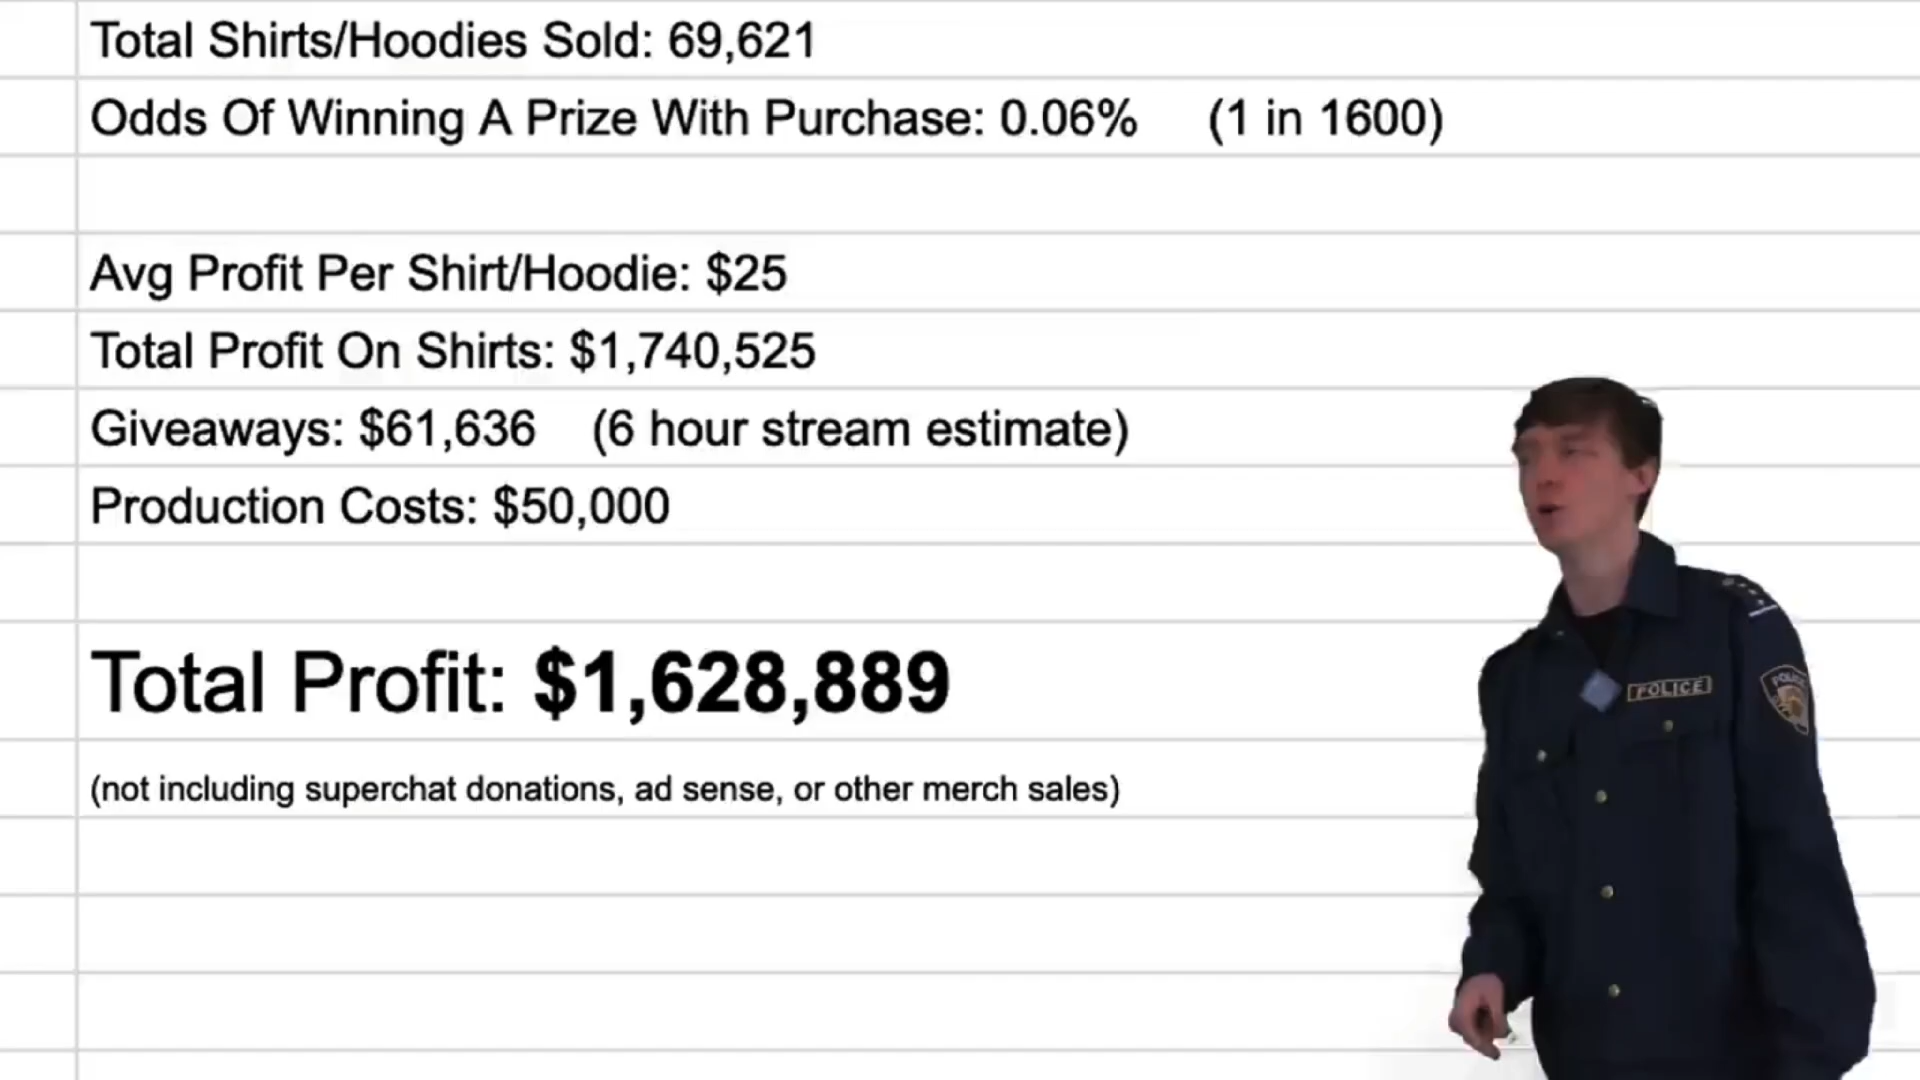 Total Shirts/Hoodies Sold: 69,621
Odds Of Winning A Prize With Purchase: 0.06% (1 in 1600)
Avg Profit Per Shirt/Hoodie: $25
Total Profit On Shirts: $1,740,525
Giveaways: $61,636 (6 hour stream estimate)
Production Costs: $50,000
Total Profit: $1,628,889
(not including superchat donations, ad sense, or other merch sales)
POLICE
POLICE